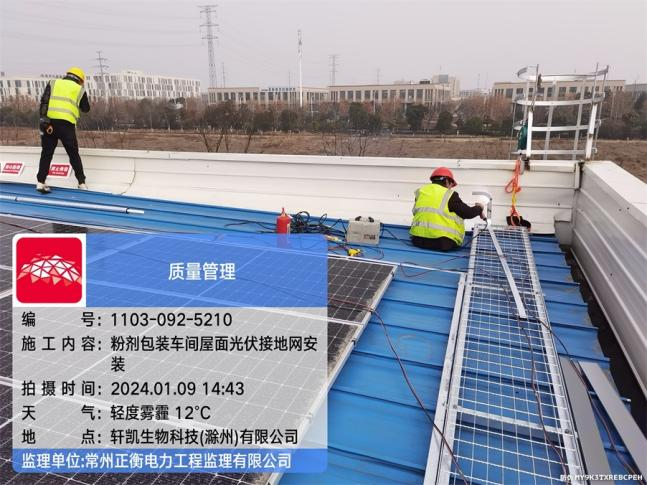 质量管理
编 号：1103-092-5210
施工内容：粉剂包装车间屋面光伏接地网安
装
拍摄时间：2024.01.09 14:43
天 气：轻度雾霾 12℃
地 点：轩凯生物科技(滁州)有限公司
监理单位:常州正衡电力工程监理有限公司